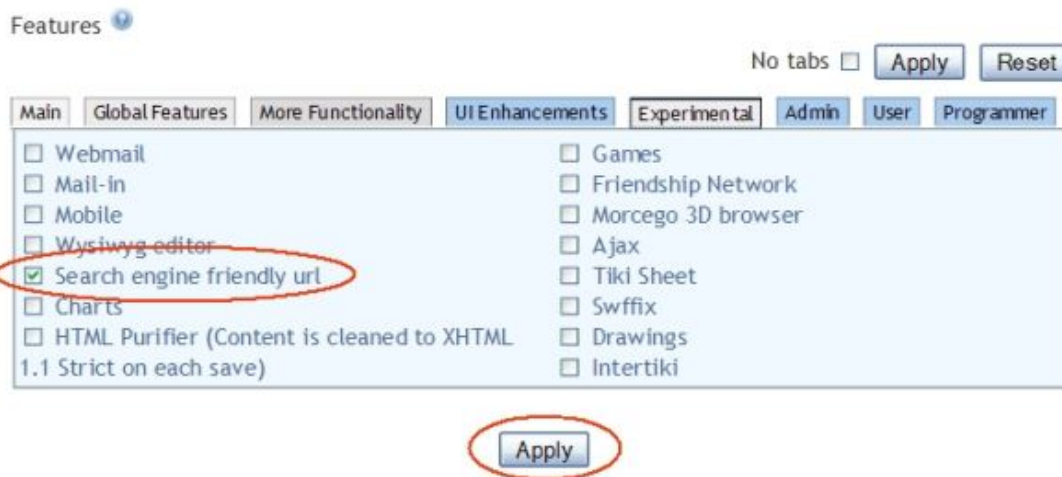 Features
No tabs Apply Reset
Main Global Features More Functionality UI Enhancements Experimental Admin User Programmer
Webmail
Mail-in
Mobile
Wysiwyg editor
Search engine friendly url
Charts
HTML Purifier (Content is cleaned to XHTML
1.1 Strict on each save)
Games
Friendship Network
Morcego 3D browser
Ajax
Tiki Sheet
Swffix
Drawings
Intertiki
Apply